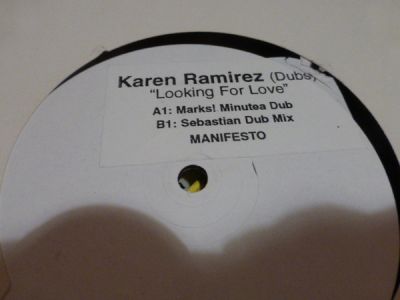 Karen Ramirez (Dubs)
"Looking For Love"
A1: Marks! Minutea Dub
B1: Sebastian Dub Mix
MANIFESTO